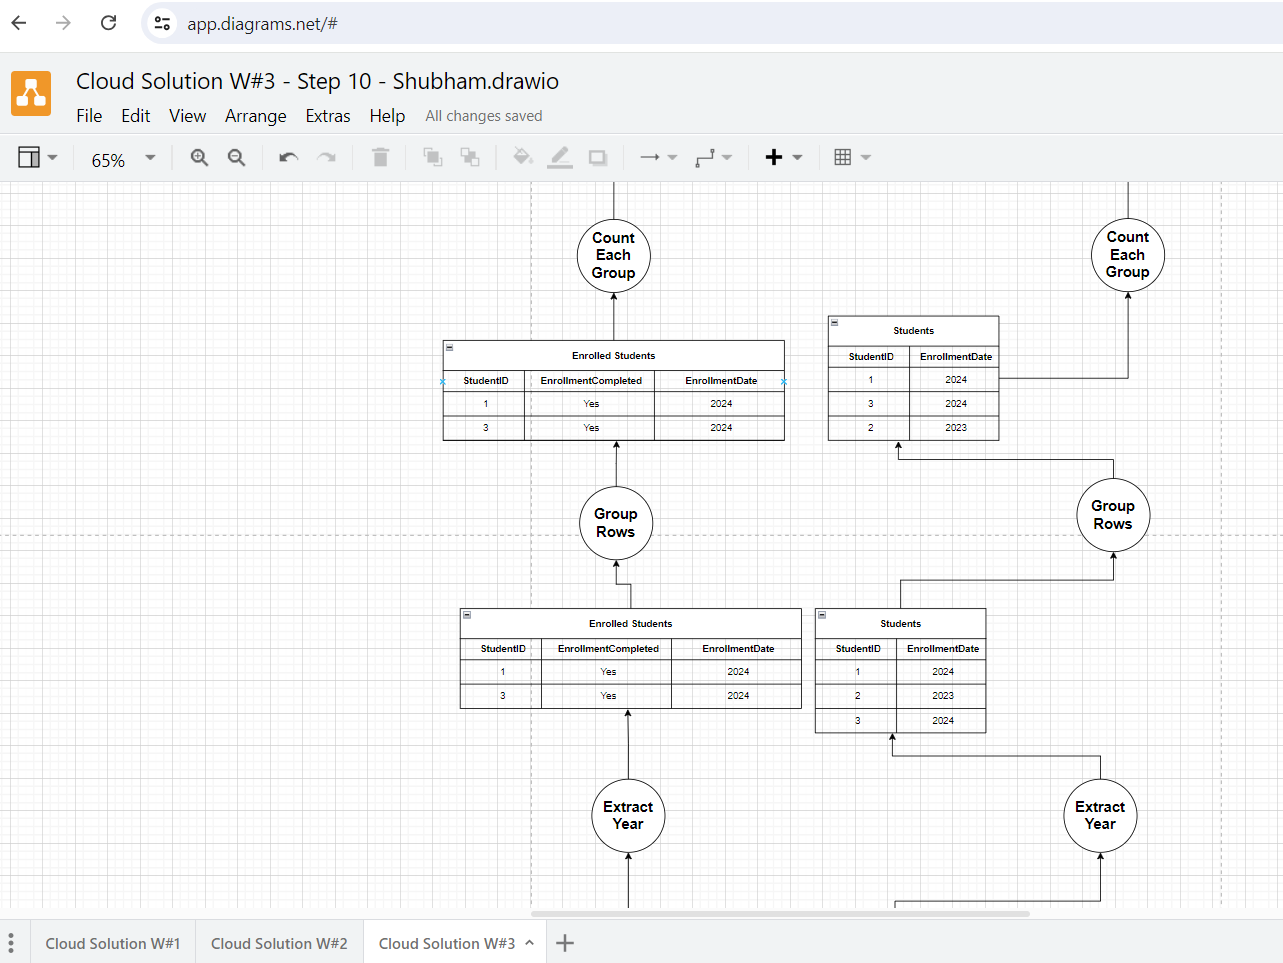 app.diagrams.net/#
Cloud Solution W#3 - Step 10 - Shubham.drawio
File Edit View Arrange Extras Help All changes saved
65%
Count
Each
Group
Count
Each
Group
Enrolled Students
StudentID EnrollmentCompleted EnrollmentDate
1 Yes 2024
3 Yes 2024
Students
StudentID EnrollmentDate
1 2024
3 2024
2 2023
Group
Rows
Group
Rows
Enrolled Students
StudentID EnrollmentCompleted EnrollmentDate
1 Yes 2024
3 Yes 2024
Students
StudentID EnrollmentDate
1 2024
2 2023
3 2024
Extract
Year
Extract
Year
Cloud Solution W#1 Cloud Solution W#2 Cloud Solution W#3